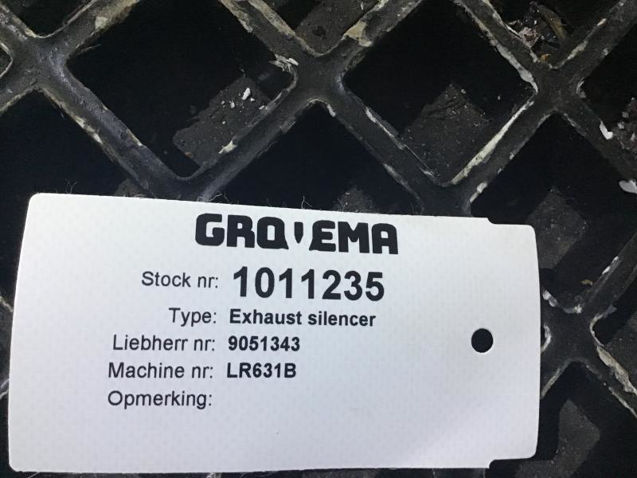 GROVEMA
Stock nr: 1011235
Type: Exhaust silencer
Liebherr nr: 9051343
Machine nr: LR631B
Opmerking: